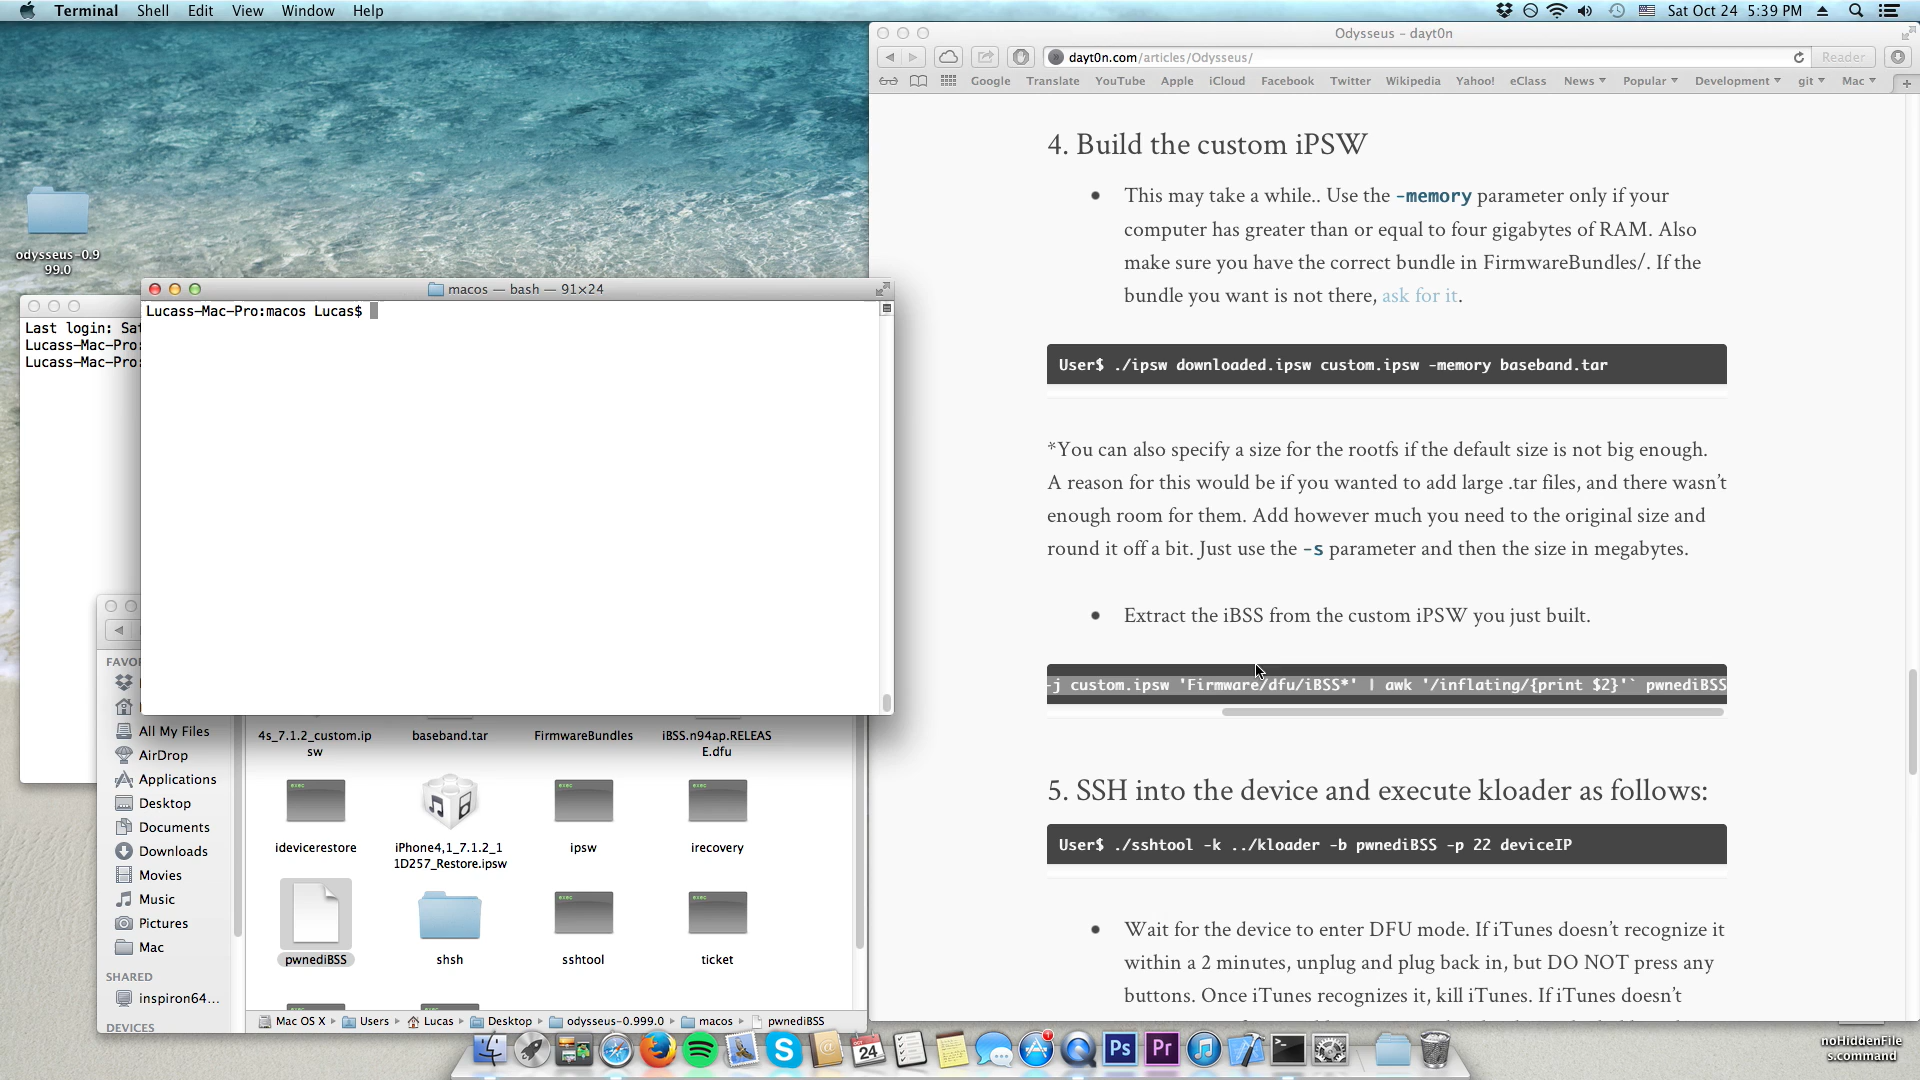 Terminal Shell Edit View Window Help
Sat Oct 24 5:39 PM
odysseus-0.9
99.0
Last login: Sat
Lucass-Mac-Pro:
Lucass-Mac-Pro:
macos — bash — 91×24
Lucass-Mac-Pro:macos Lucas$
FAVO
All My Files
AirDrop
Applications
Desktop
Documents
Downloads
Movies
Music
Pictures
Mac
SHARED
inspiron64...
DEVICES
4s_7.1.2_custom.ip
sw
baseband.tar
FirmwareBundles
iBSS.n94ap.RELEAS
E.dfu
exec
idevicerestore
iPhone4,1_7.1.2_1
1D257_Restore.ipsw
exec
ipsw
exec
irecovery
pwnediBSS
shsh
exec
sshtool
exec
ticket
Mac OS X Users Lucas Desktop odysseus-0.999.0 macos pwnediBSS
Odysseus – dayt0n
dayt0n.com/articles/Odysseus/
Reader
Google Translate YouTube Apple iCloud Facebook Twitter Wikipedia Yahoo! eClass News Popular Development git Mac
4. Build the custom iPSW
This may take a while.. Use the -memory parameter only if your
computer has greater than or equal to four gigabytes of RAM. Also
make sure you have the correct bundle in FirmwareBundles/. If the
bundle you want is not there, ask for it.
User$ ./ipsw downloaded.ipsw custom.ipsw -memory baseband.tar
*You can also specify a size for the rootfs if the default size is not big enough.
A reason for this would be if you wanted to add large .tar files, and there wasn't
enough room for them. Add however much you need to the original size and
round it off a bit. Just use the -s parameter and then the size in megabytes.
Extract the iBSS from the custom iPSW you just built.
-j custom.ipsw 'Firmware/dfu/iBSS*' | awk '/inflating/{print $2}'` pwnediBSS
5. SSH into the device and execute kloader as follows:
User$ ./sshtool -k ../kloader -b pwnediBSS -p 22 deviceIP
Wait for the device to enter DFU mode. If iTunes doesn't recognize it
within a 2 minutes, unplug and plug back in, but DO NOT press any
buttons. Once iTunes recognizes it, kill iTunes. If iTunes doesn't
OCT
24
1
Ps
Pr
noHiddenFile
s.command